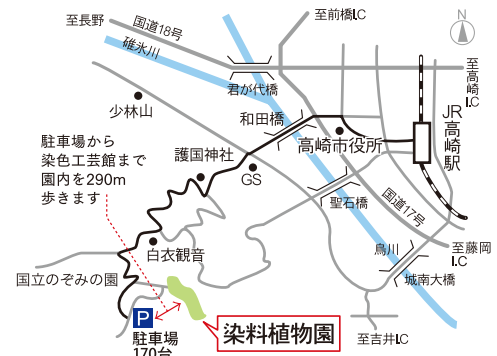 至長野
国道18号
至前橋I.C
N
碓氷川
君が代橋
至高崎I.C
少林山
和田橋
高崎市役所
JR高崎駅
駐車場から
染色工芸館まで
園内を290m
歩きます
護国神社
GS
聖石橋
国道17号
白衣観音
烏川
至藤岡I.C
城南大橋
国立のぞみの園
P
駐車場
170台
染料植物園
至吉井I.C